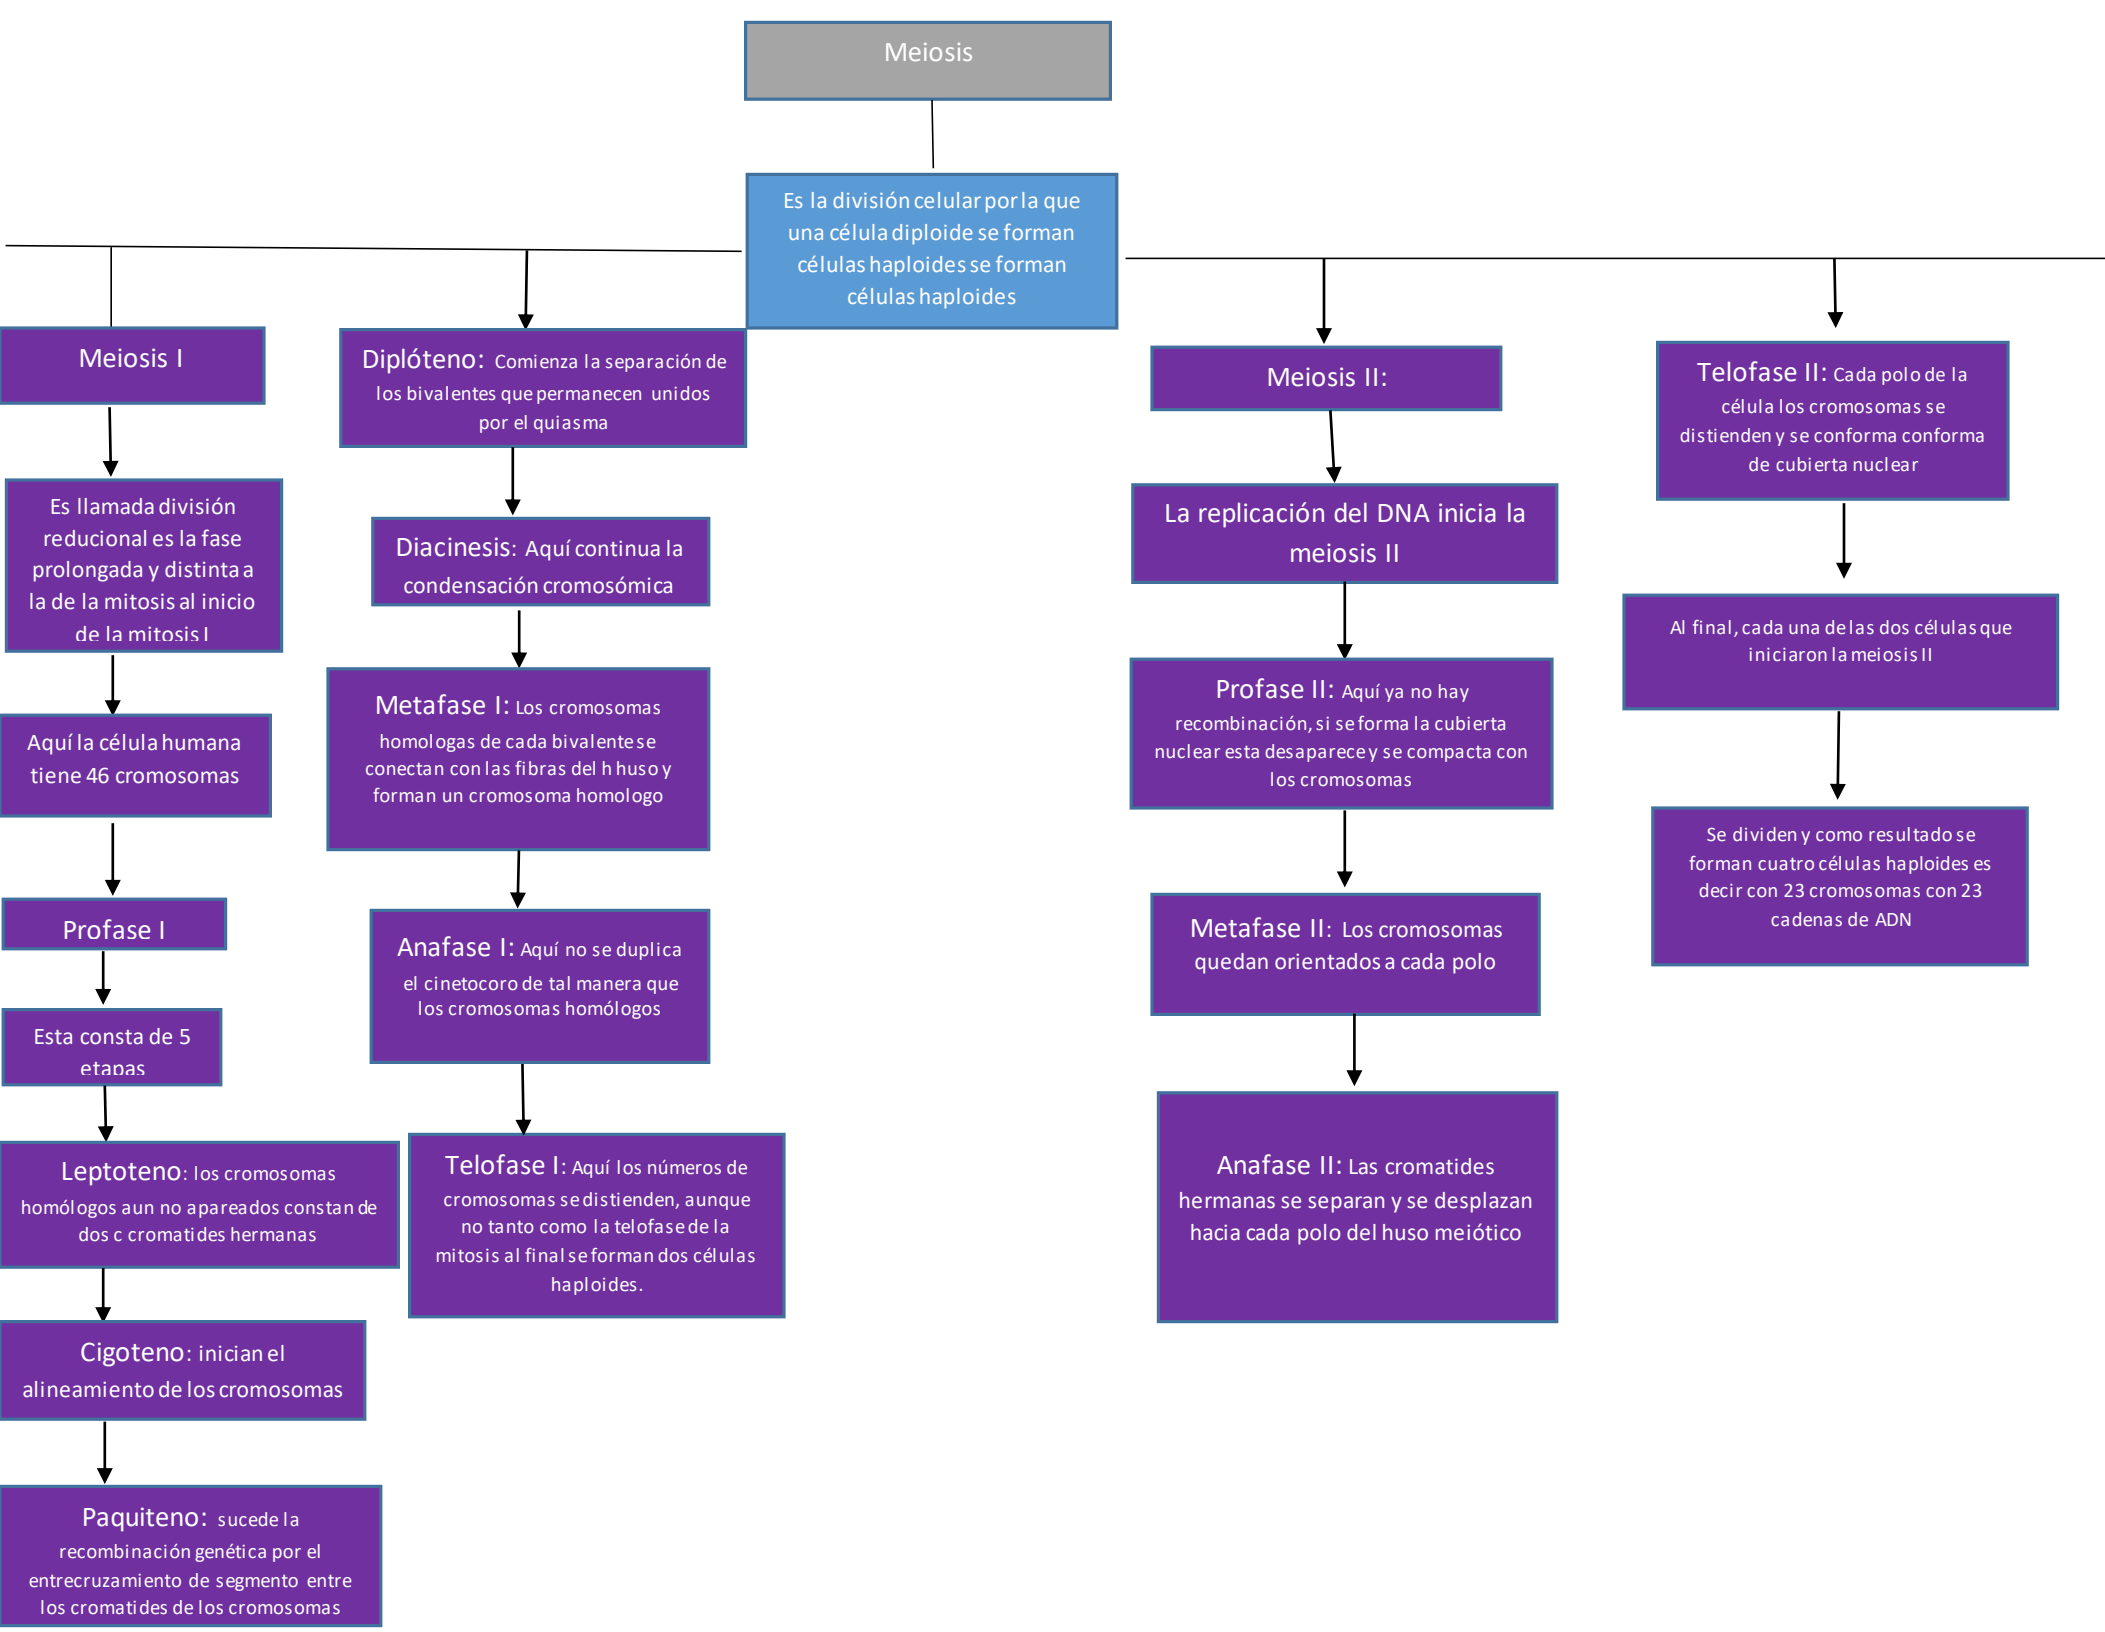 Meiosis
Es la división celular por la que
una célula diploide se forman
células haploides se forman
células haploides
Meiosis I
Es llamada división
reducional es la fase
prolongada y distinta a
la de la mitosis al inicio
de la mitosis I
Aquí la célula humana
tiene 46 cromosomas
Profase I
Esta consta de 5
etapas
Leptoteno: los cromosomas
homólogos aun no apareados constan de
dos c cromatides hermanas
Cigoteno: inician el
alineamiento de los cromosomas
Paquiteno: sucede la
recombinación genética por el
entrecruzamiento de segmento entre
los cromatides de los cromosomas
Diplóteno: Comienza la separación de
los bivalentes que permanecen unidos
por el quiasma
Diacinesis: Aquí continua la
condensación cromosómica
Metafase I: Los cromosomas
homologas de cada bivalente se
conectan con las fibras del h huso y
forman un cromosoma homologo
Anafase I: Aquí no se duplica
el cinetocoro de tal manera que
los cromosomas homólogos
Telofase I: Aquí los números de
cromosomas se distienden, aunque
no tanto como la telofase de la
mitosis al final se forman dos células
haploides.
Meiosis II:
La replicación del DNA inicia la
meiosis II
Profase II: Aquí ya no hay
recombinación, si se forma la cubierta
nuclear esta desaparece y se compacta con
los cromosomas
Metafase II: Los cromosomas
quedan orientados a cada polo
Anafase II: Las cromatides
hermanas se separan y se desplazan
hacia cada polo del huso meiótico
Telofase II: Cada polo de la
célula los cromosomas se
distienden y se conforma conforma
de cubierta nuclear
Al final, cada una de las dos células que
iniciaron la meiosis II
Se dividen y como resultado se
forman cuatro células haploides es
decir con 23 cromosomas con 23
cadenas de ADN